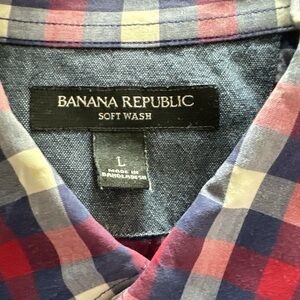 BANANA REPUBLIC
SOFT WASH
L
MADE IN
BANGLADESH